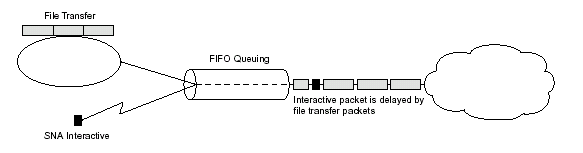 File Transfer
FIFO Queuing
Interactive packet is delayed by
file transfer packets
SNA Interactive